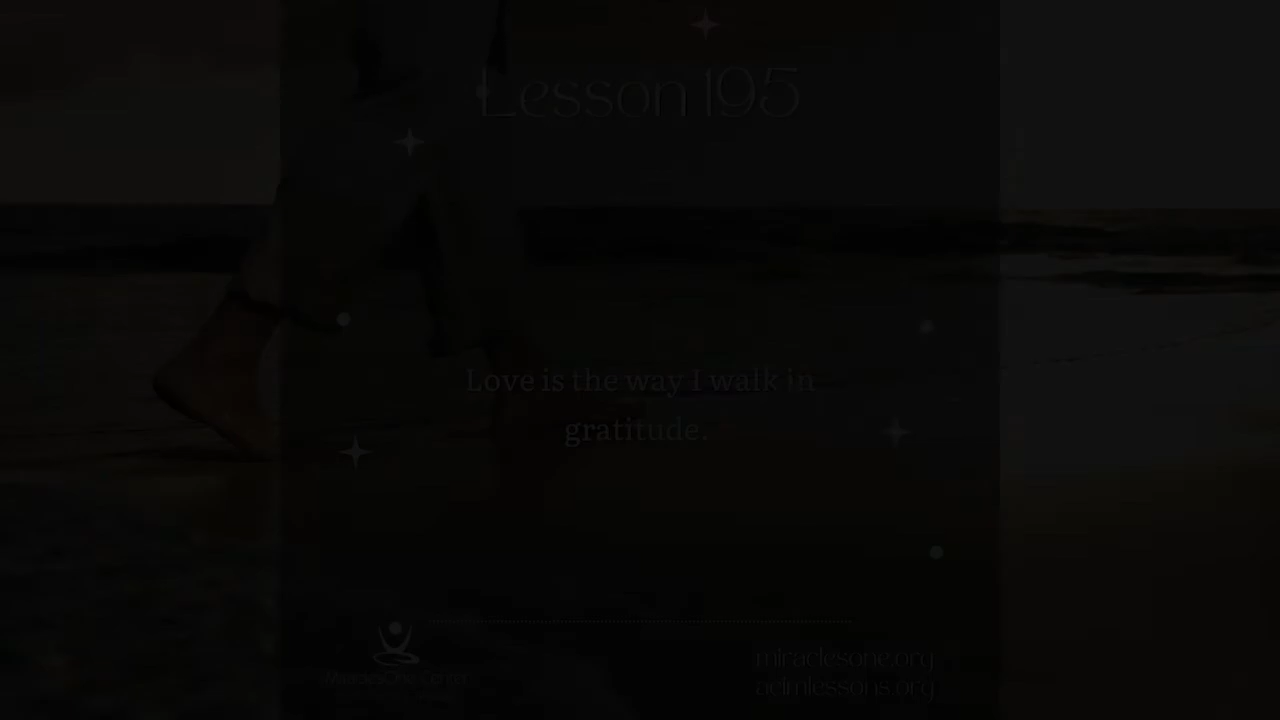 Lesson 195
Love is the way I walk in
gratitude.
miraclesone.org
acimlessons.org